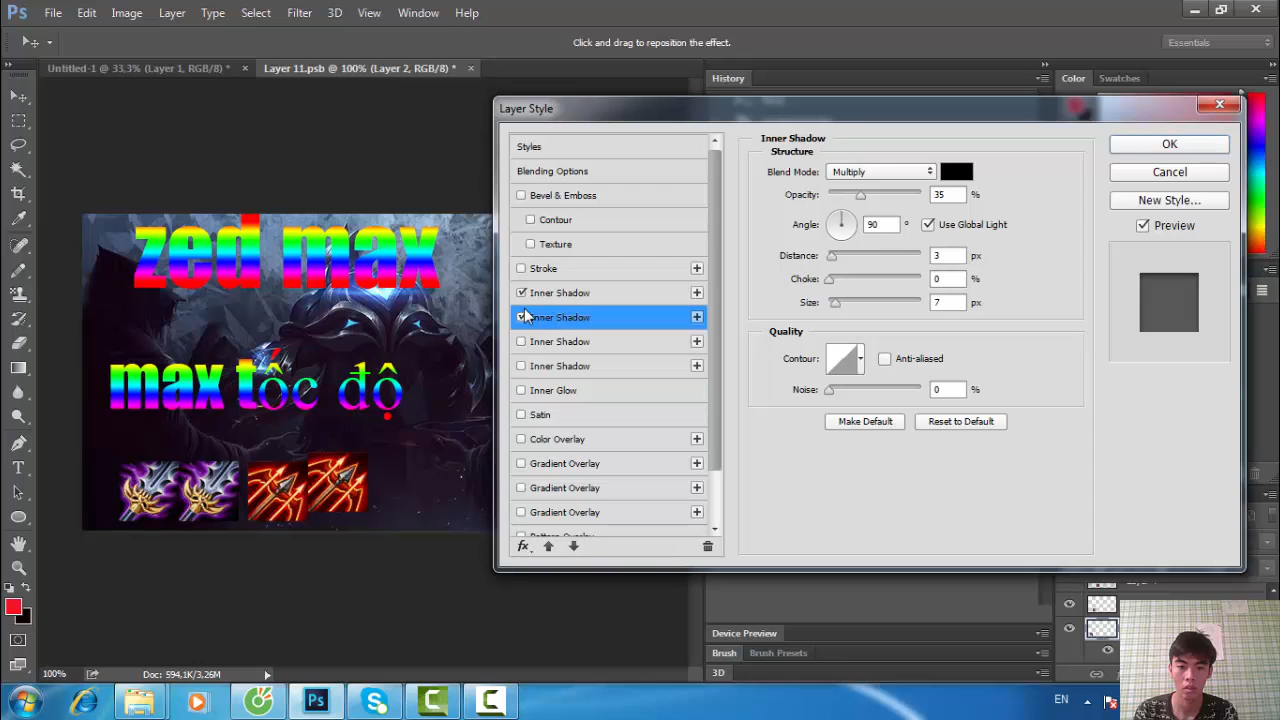 Ps File Edit Image Layer Type Select Filter 3D View Window Help
Click and drag to reposition the effect.
Essentials
Untitled-1 @ 33,3% (Layer 1, RGB/8) *
Layer 11.psb @ 100% (Layer 2, RGB/8) *
History
Color Swatches
Layer Style
Styles
Blending Options
Bevel & Emboss
Contour
Texture
Stroke
Inner Shadow
Inner Shadow
Inner Shadow
Inner Shadow
Inner Glow
Satin
Color Overlay
Gradient Overlay
Gradient Overlay
Gradient Overlay
Pattern Overlay
fx
Inner Shadow
Structure
Blend Mode: Multiply
Opacity: 35 %
Angle: 90 ° Use Global Light
Distance: 3 px
Choke: 0 %
Size: 7 px
Quality
Contour: Anti-aliased
Noise: 0 %
Make Default Reset to Default
OK
Cancel
New Style...
Preview
zed max
max tốc độ
Device Preview
Brush Brush Presets
3D
100% Doc: 594,1K/3,26M
Ps
EN